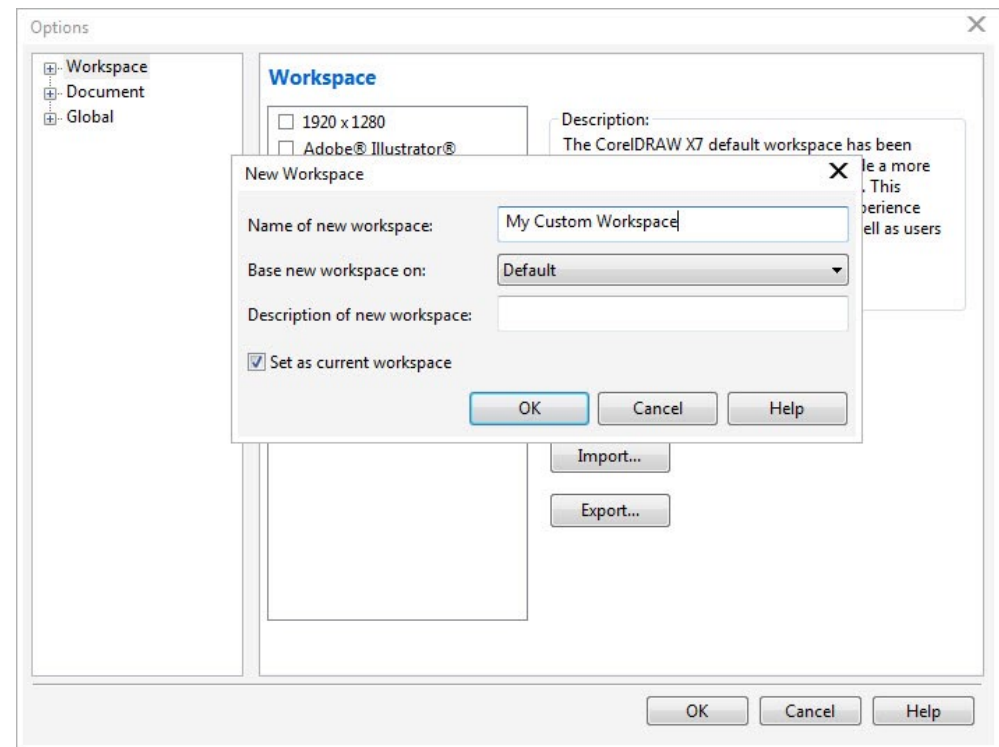 Options
Workspace
Document
Global
Workspace
1920 x 1280
Adobe® Illustrator®
Description:
The CorelDRAW X7 default workspace has been
le a more
. This
perience
ell as users
New Workspace
Name of new workspace:
My Custom Workspace
Base new workspace on:
Default
Description of new workspace:
Set as current workspace
OK
Cancel
Help
Import...
Export...
OK
Cancel
Help